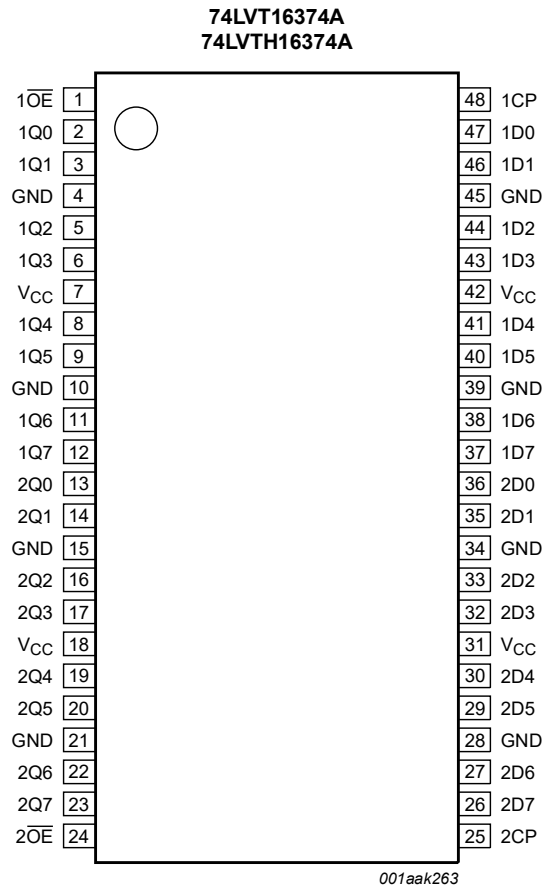 74LVT16374A
74LVTH16374A
1O̅E̅ 1 48 1CP
1Q0 2 47 1D0
1Q1 3 46 1D1
GND 4 45 GND
1Q2 5 44 1D2
1Q3 6 43 1D3
VCC 7 42 VCC
1Q4 8 41 1D4
1Q5 9 40 1D5
GND 10 39 GND
1Q6 11 38 1D6
1Q7 12 37 1D7
2Q0 13 36 2D0
2Q1 14 35 2D1
GND 15 34 GND
2Q2 16 33 2D2
2Q3 17 32 2D3
VCC 18 31 VCC
2Q4 19 30 2D4
2Q5 20 29 2D5
GND 21 28 GND
2Q6 22 27 2D6
2Q7 23 26 2D7
2O̅E̅ 24 25 2CP
001aak263